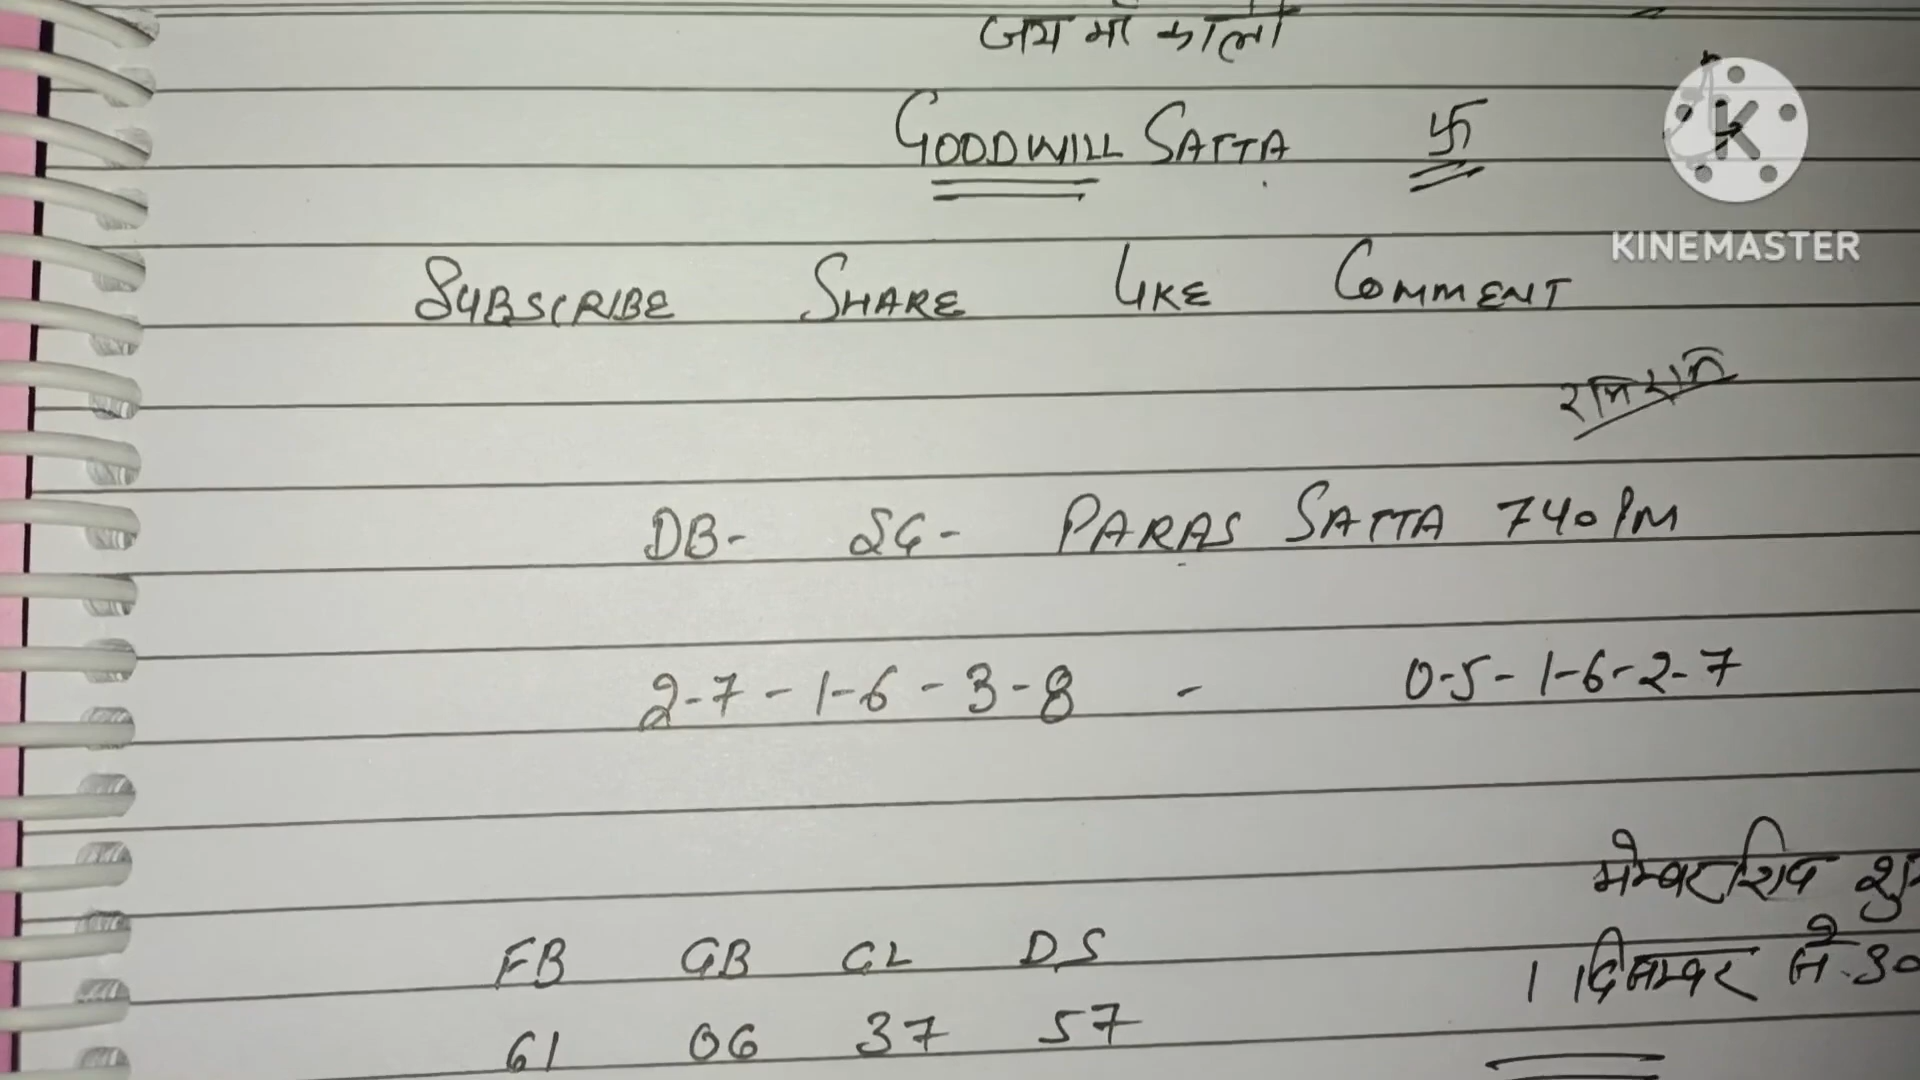 जय माँ काली
GOODWILL SATTA 卐
K
KINEMASTER
SUBSCRIBE SHARE LIKE COMMENT
DB- SG- PARAS SATTA 740 PM
2-7-1-6-3-8 - 0-5-1-6-2-7
मेम्बरशिप
1 दिसम्बर से 30
FB GB GL DS
61 06 37 57